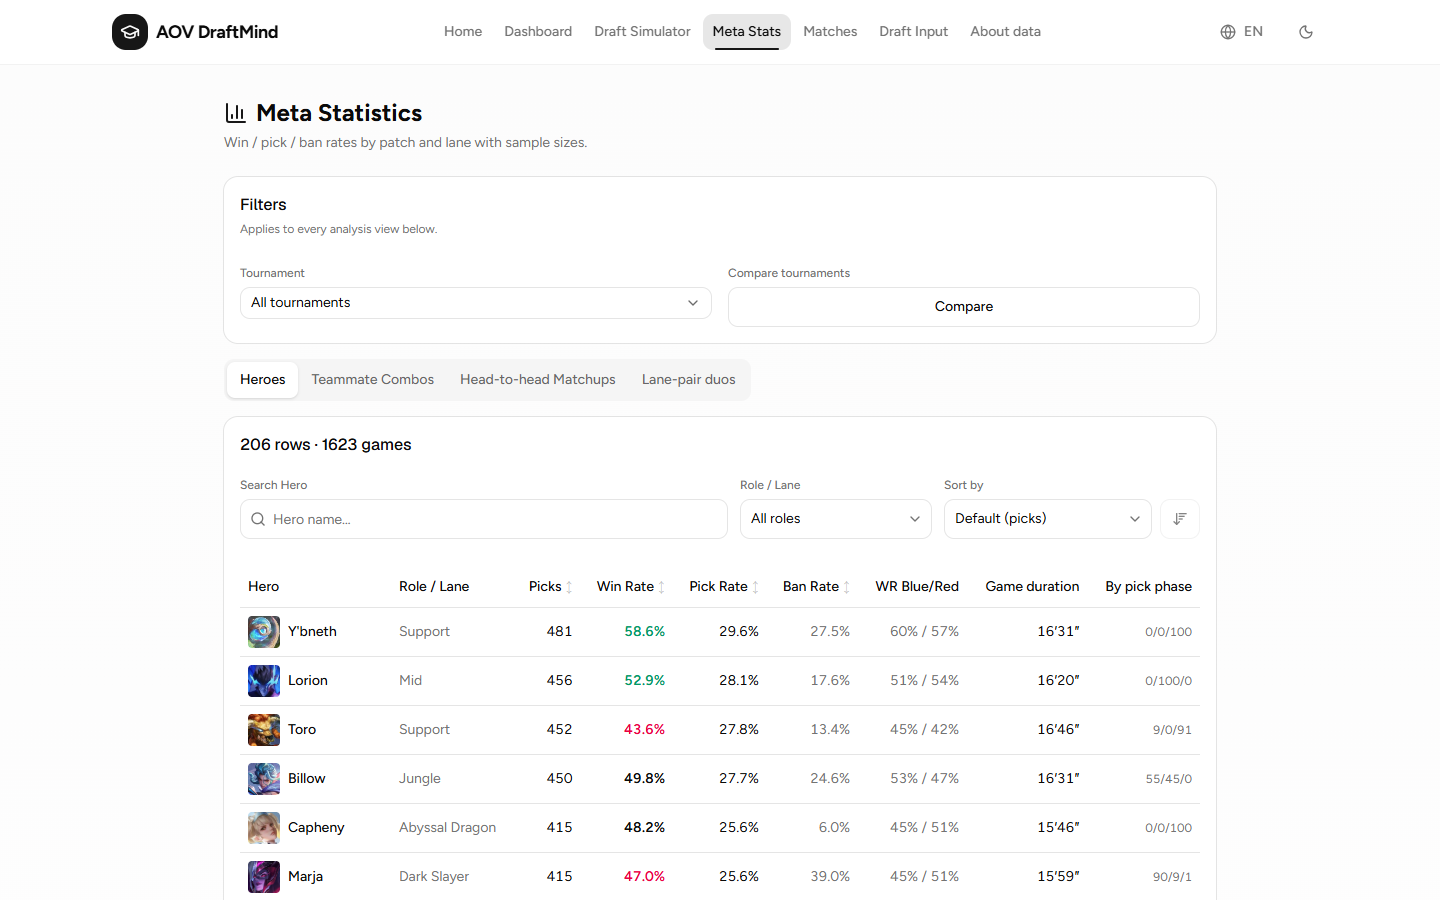 AOV DraftMind
Home
Dashboard
Draft Simulator
Meta Stats
Matches
Draft Input
About data
EN
Meta Statistics
Win / pick / ban rates by patch and lane with sample sizes.
Filters
Applies to every analysis view below.
Tournament
Compare tournaments
All tournaments
Compare
Heroes
Teammate Combos
Head-to-head Matchups
Lane-pair duos
206 rows · 1623 games
Search Hero
Role / Lane
Sort by
Hero name...
All roles
Default (picks)
Hero Role / Lane Picks Win Rate Pick Rate Ban Rate WR Blue/Red Game duration By pick phase
Y'bneth Support 481 58.6% 29.6% 27.5% 60% / 57% 16′31″ 0/0/100
Lorion Mid 456 52.9% 28.1% 17.6% 51% / 54% 16′20″ 0/100/0
Toro Support 452 43.6% 27.8% 13.4% 45% / 42% 16′46″ 9/0/91
Billow Jungle 450 49.8% 27.7% 24.6% 53% / 47% 16′31″ 55/45/0
Capheny Abyssal Dragon 415 48.2% 25.6% 6.0% 45% / 51% 15′46″ 0/0/100
Marja Dark Slayer 415 47.0% 25.6% 39.0% 45% / 51% 15′59″ 90/9/1